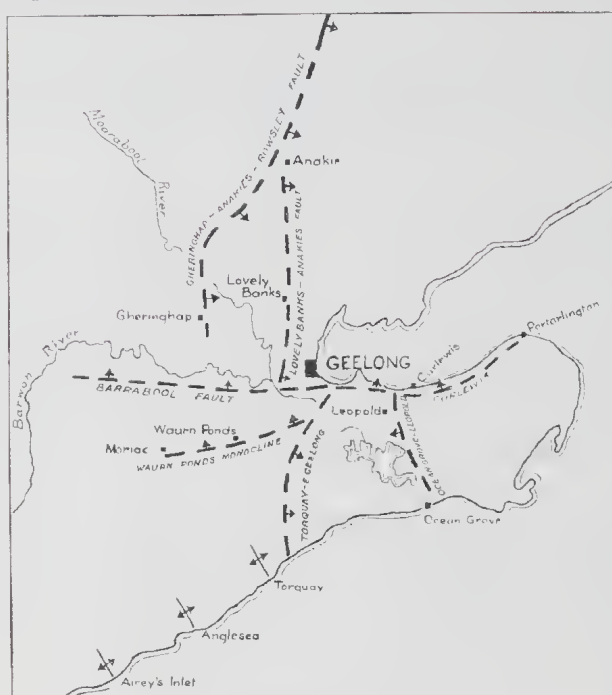 GHERINGHAP – ANAKIES – ROWSLEY FAULT
Moorabool
River
Anakie
LOVELY BANKS – ANAKIES FAULT
Lovely
Banks
Gheringhap
River
Barwon
GEELONG
Portarlington
Curlewis
CURLEWIS
BARRABOOL FAULT
Leopold
OCEAN GROVE-LEOPOLD
Waurn Ponds
Moriac
WAURN PONDS MONOCLINE
TORQUAY-E GEELONG
Ocean Grove
Torquay
Anglesea
Airey's Inlet